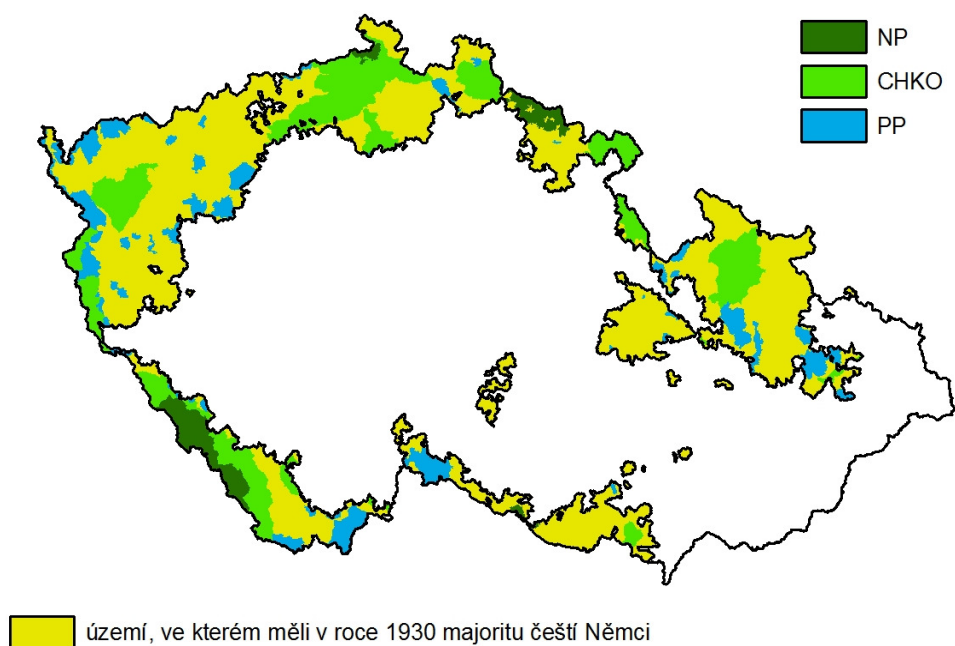 NP
CHKO
PP
území, ve kterém měli v roce 1930 majoritu čeští Němci